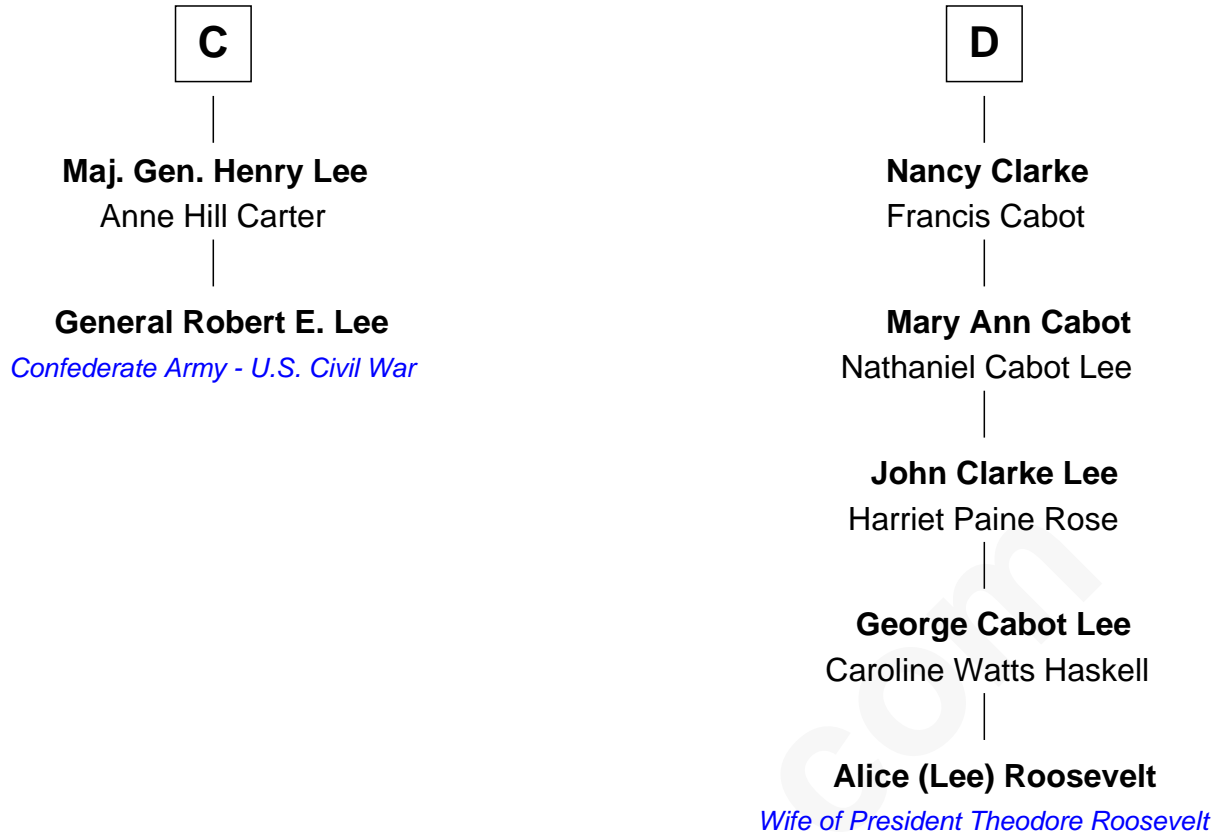 C
Maj. Gen. Henry Lee
Anne Hill Carter
General Robert E. Lee
Confederate Army - U.S. Civil War
D
Nancy Clarke
Francis Cabot
Mary Ann Cabot
Nathaniel Cabot Lee
John Clarke Lee
Harriet Paine Rose
George Cabot Lee
Caroline Watts Haskell
Alice (Lee) Roosevelt
Wife of President Theodore Roosevelt
com